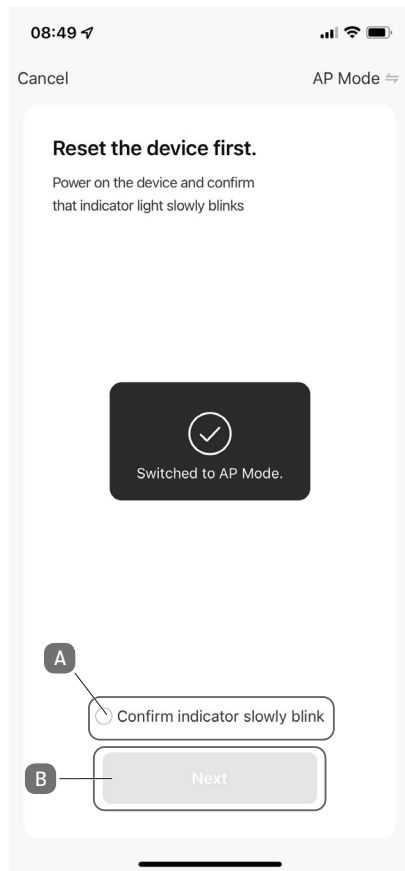 08:49
Cancel
AP Mode
Reset the device first.
Power on the device and confirm
that indicator light slowly blinks
Switched to AP Mode.
A
Confirm indicator slowly blink
B
Next